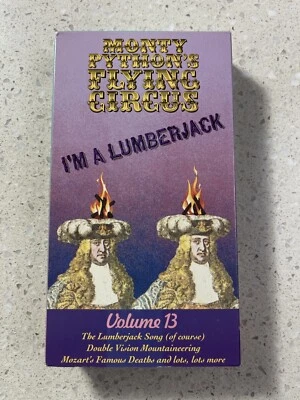 MONTY
PYTHON'S
FLYING
CIRCUS
I'M A LUMBERJACK
Volume 13
The Lumberjack Song (of course)
Double Vision Mountaineering
Mozart's Famous Deaths and lots, lots more